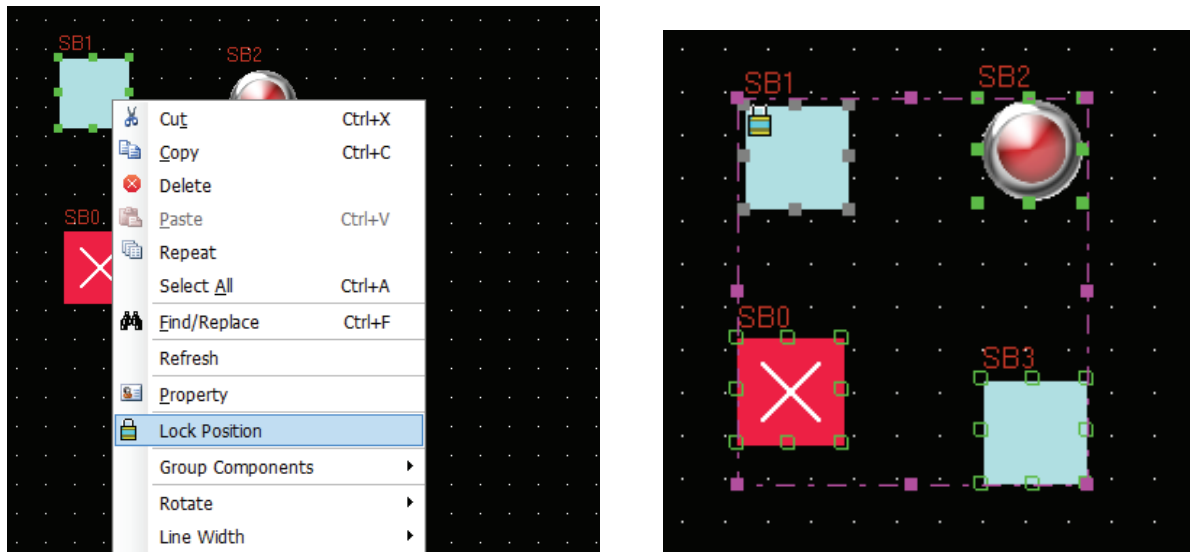 SB1
SB2
SB0
Cut Ctrl+X
Copy Ctrl+C
Delete
Paste Ctrl+V
Repeat
Select All Ctrl+A
Find/Replace Ctrl+F
Refresh
Property
Lock Position
Group Components
Rotate
Line Width
SB1
SB2
SB0
SB3